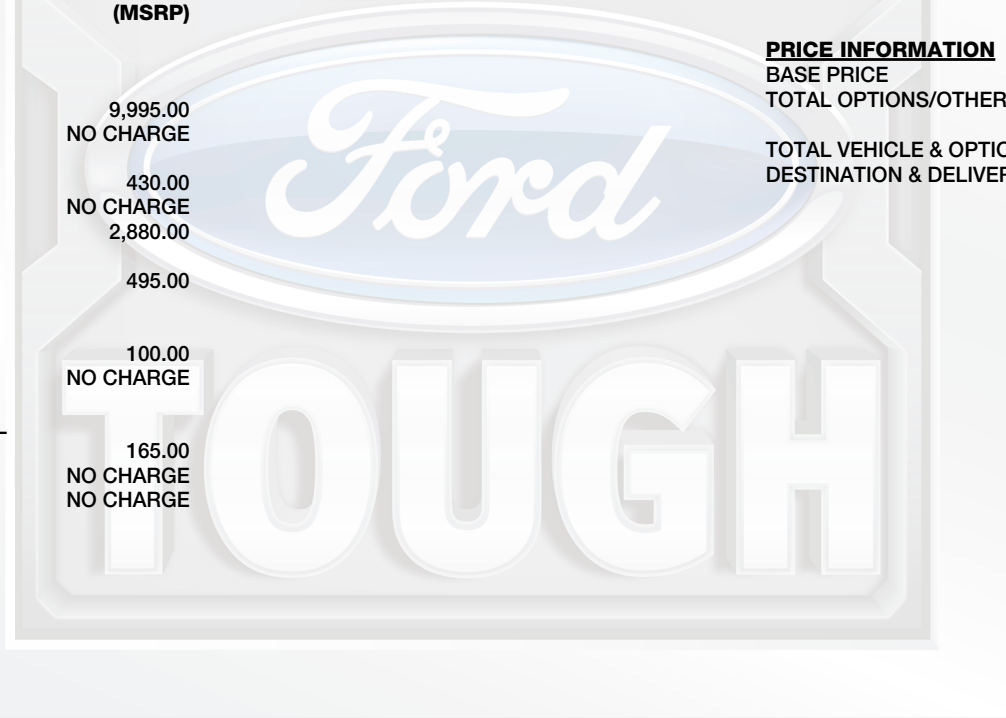 (MSRP)
9,995.00
NO CHARGE
430.00
NO CHARGE
2,880.00
495.00
100.00
NO CHARGE
165.00
NO CHARGE
NO CHARGE
PRICE INFORMATION
BASE PRICE
TOTAL OPTIONS/OTHER
TOTAL VEHICLE & OPTIO
DESTINATION & DELIVER
Ford
TOUGH